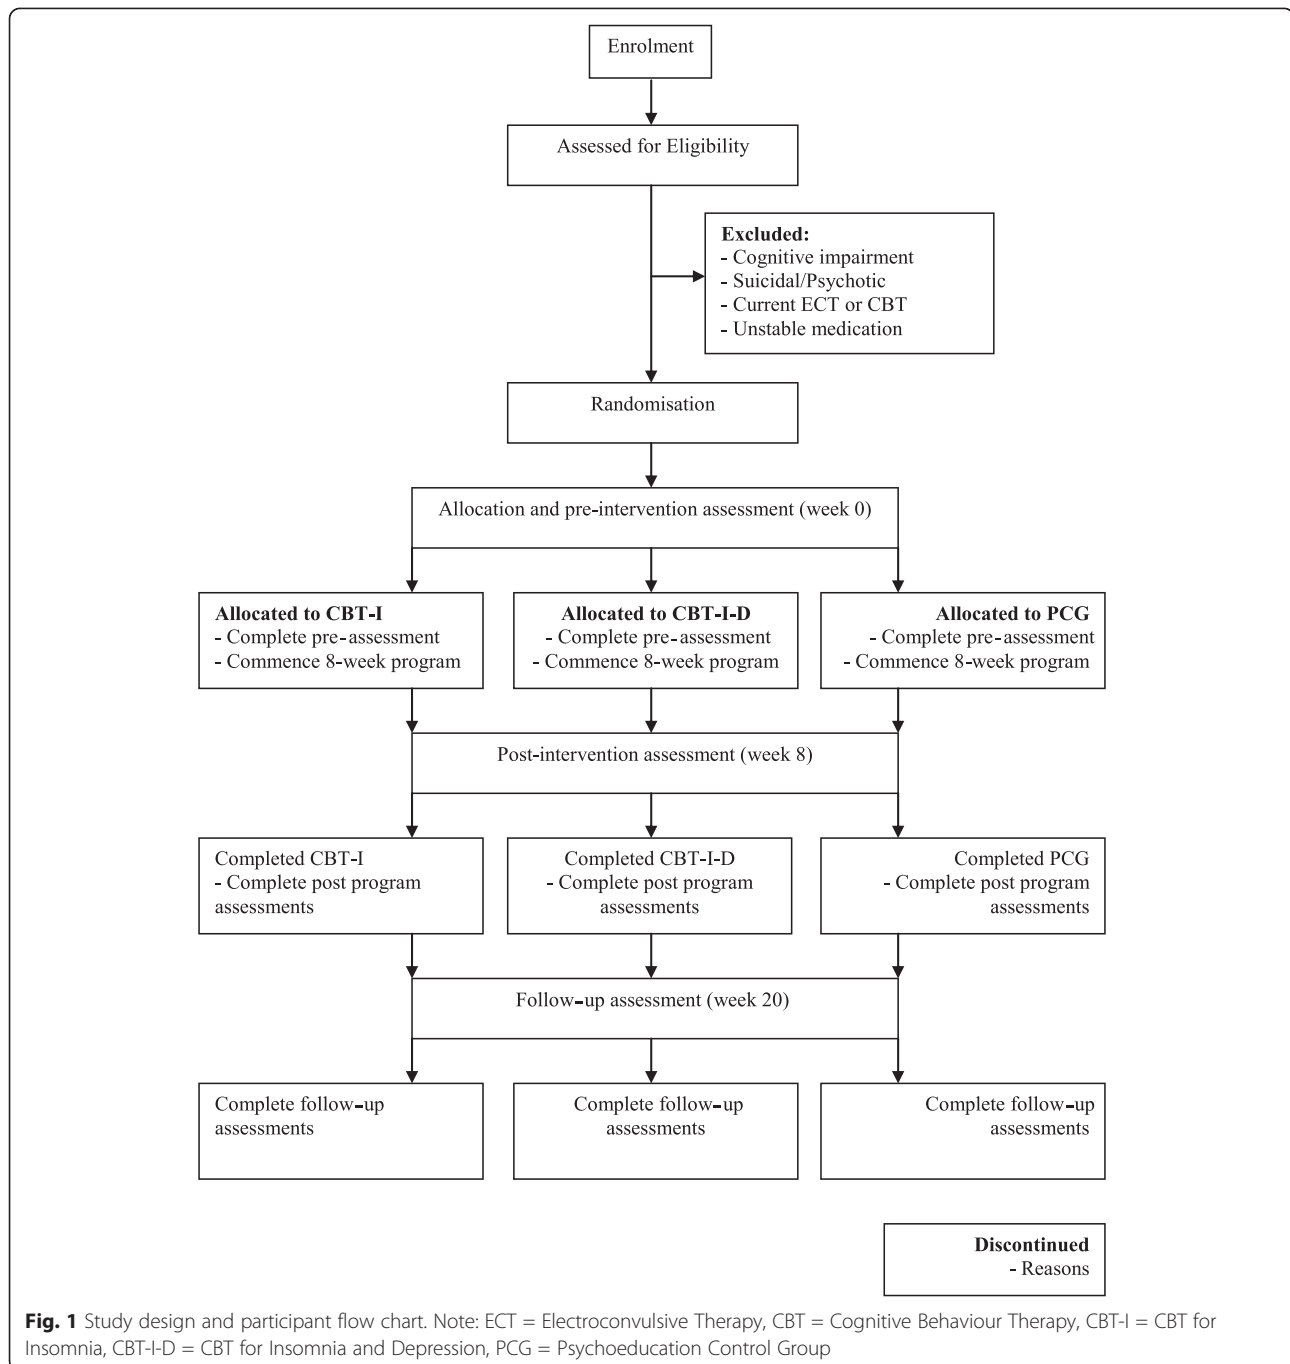 Enrolment
Assessed for Eligibility
Excluded:
- Cognitive impairment
- Suicidal/Psychotic
- Current ECT or CBT
- Unstable medication
Randomisation
Allocation and pre-intervention assessment (week 0)
Allocated to CBT-I
- Complete pre-assessment
- Commence 8-week program
Allocated to CBT-I-D
- Complete pre-assessment
- Commence 8-week program
Allocated to PCG
- Complete pre-assessment
- Commence 8-week program
Post-intervention assessment (week 8)
Completed CBT-I
- Complete post program
assessments
Completed CBT-I-D
- Complete post program
assessments
Completed PCG
- Complete post program
assessments
Follow-up assessment (week 20)
Complete follow-up
assessments
Complete follow-up
assessments
Complete follow-up
assessments
Discontinued
- Reasons
Fig. 1 Study design and participant flow chart. Note: ECT = Electroconvulsive Therapy, CBT = Cognitive Behaviour Therapy, CBT-I = CBT for
Insomnia, CBT-I-D = CBT for Insomnia and Depression, PCG = Psychoeducation Control Group